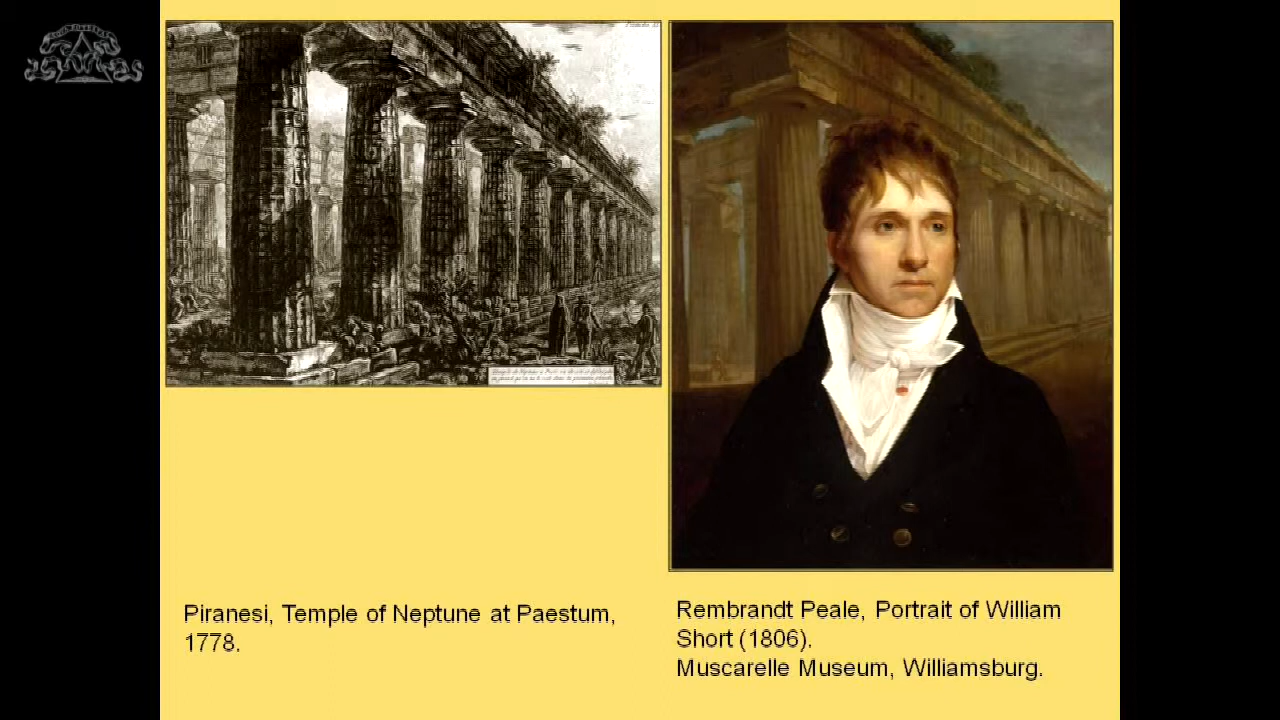 Piranesi, Temple of Neptune at Paestum,
1778.
Rembrandt Peale, Portrait of William
Short (1806).
Muscarelle Museum, Williamsburg.